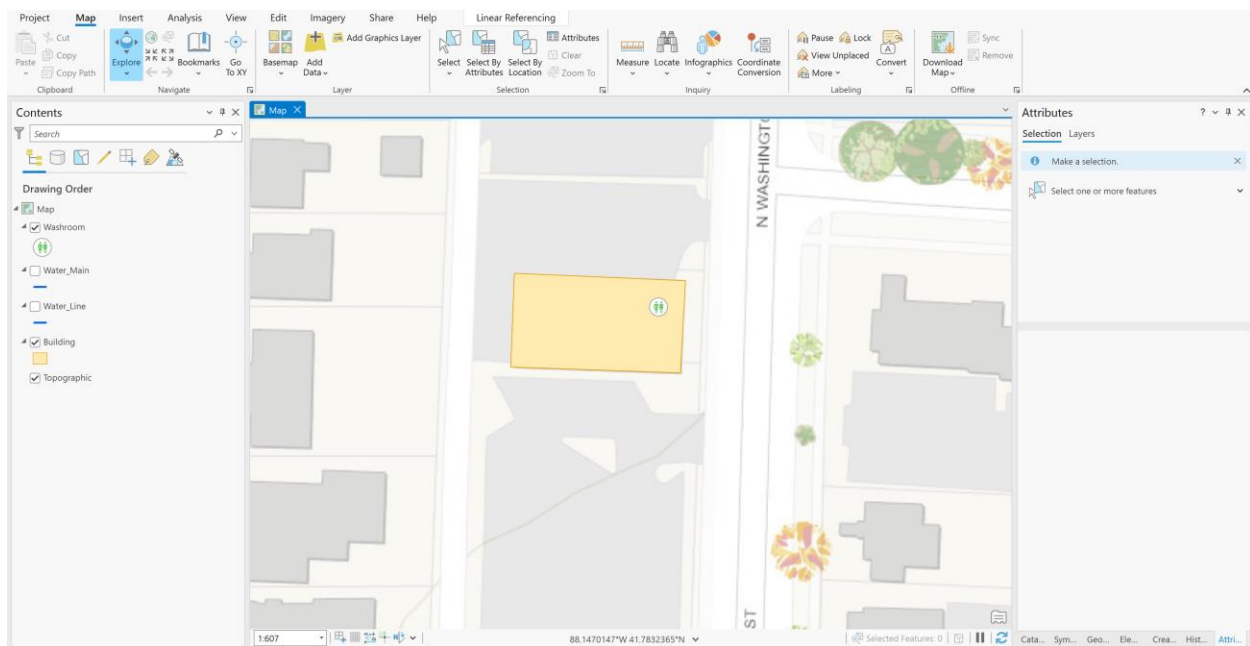 Project Map Insert Analysis View Edit Imagery Share Help Linear Referencing
Cut
Copy
Paste
Copy Path
Clipboard
Explore
Bookmarks
Go To XY
Navigate
Basemap
Add Data
Add Graphics Layer
Layer
Select
Select By Attributes
Select By Location
Attributes
Clear
Zoom To
Selection
Measure
Locate
Infographics
Coordinate Conversion
Inquiry
Pause
Lock
View Unplaced
More
Convert
Labeling
Download Map
Sync
Remove
Offline
Contents
Search
Drawing Order
Map
Washroom
Water_Main
Water_Line
Building
Topographic
Map
N WASHINGTO
ST
1:607
88.1470147°W 41.7832365°N
Selected Features: 0
Attributes
Selection Layers
Make a selection.
Select one or more features
Cata... Sym... Geo... Ele... Crea... Hist... Attri...